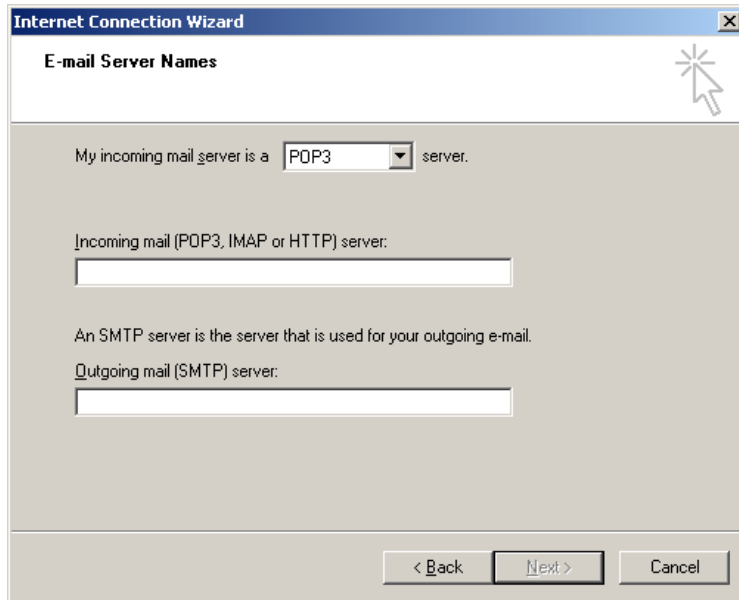 Internet Connection Wizard
E-mail Server Names
My incoming mail server is a POP3 server.
Incoming mail (POP3, IMAP or HTTP) server:
An SMTP server is the server that is used for your outgoing e-mail.
Outgoing mail (SMTP) server:
< Back Next > Cancel